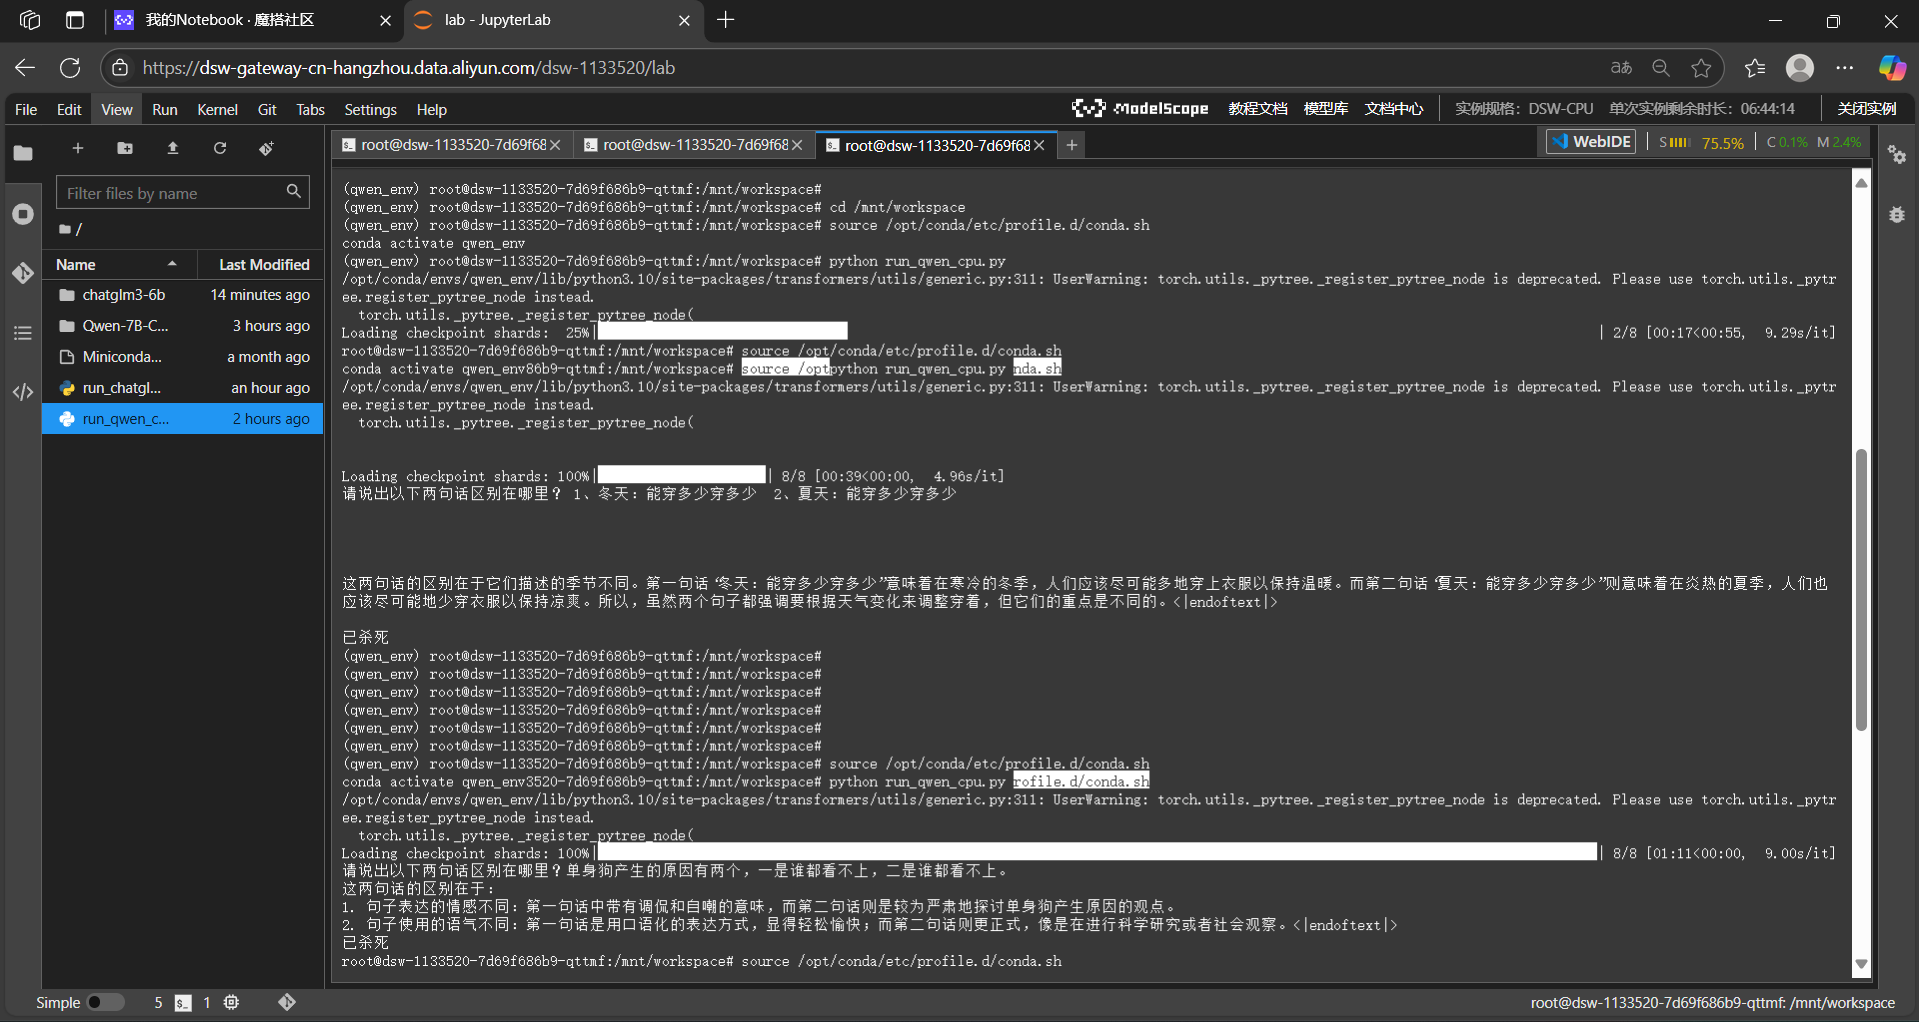 我的Notebook · 魔搭社区
lab - JupyterLab
https://dsw-gateway-cn-hangzhou.data.aliyun.com/dsw-1133520/lab
File Edit View Run Kernel Git Tabs Settings Help
ModelScope 教程文档 模型库 文档中心 实例规格：DSW-CPU 单次实例剩余时长：06:44:14 关闭实例
root@dsw-1133520-7d69f68 root@dsw-1133520-7d69f68 root@dsw-1133520-7d69f68
WebIDE S 75.5% C 0.1% M 2.4%
Filter files by name
/
Name Last Modified
chatglm3-6b 14 minutes ago
Qwen-7B-C... 3 hours ago
Miniconda... a month ago
run_chatgl... an hour ago
run_qwen_c... 2 hours ago
(qwen_env) root@dsw-1133520-7d69f686b9-qttmf:/mnt/workspace#
(qwen_env) root@dsw-1133520-7d69f686b9-qttmf:/mnt/workspace# cd /mnt/workspace
(qwen_env) root@dsw-1133520-7d69f686b9-qttmf:/mnt/workspace# source /opt/conda/etc/profile.d/conda.sh
conda activate qwen_env
(qwen_env) root@dsw-1133520-7d69f686b9-qttmf:/mnt/workspace# python run_qwen_cpu.py
/opt/conda/envs/qwen_env/lib/python3.10/site-packages/transformers/utils/generic.py:311: UserWarning: torch.utils._pytree._register_pytree_node is deprecated. Please use torch.utils._pytr
ee.register_pytree_node instead.
torch.utils._pytree._register_pytree_node(
Loading checkpoint shards: 25%| | 2/8 [00:17<00:55, 9.29s/it]
root@dsw-1133520-7d69f686b9-qttmf:/mnt/workspace# source /opt/conda/etc/profile.d/conda.sh
conda activate qwen_env86b9-qttmf:/mnt/workspace# source /optpython run_qwen_cpu.py nda.sh
/opt/conda/envs/qwen_env/lib/python3.10/site-packages/transformers/utils/generic.py:311: UserWarning: torch.utils._pytree._register_pytree_node is deprecated. Please use torch.utils._pytr
ee.register_pytree_node instead.
torch.utils._pytree._register_pytree_node(
Loading checkpoint shards: 100%| | 8/8 [00:39<00:00, 4.96s/it]
请说出以下两句话区别在哪里？ 1、冬天：能穿多少穿多少 2、夏天：能穿多少穿多少
这两句话的区别在于它们描述的季节不同。第一句话“冬天：能穿多少穿多少”意味着在寒冷的冬季，人们应该尽可能多地穿上衣服以保持温暖。而第二句话“夏天：能穿多少穿多少”则意味着在炎热的夏季，人们也
应该尽可能地少穿衣服以保持凉爽。所以，虽然两个句子都强调要根据天气变化来调整穿着，但它们的重点是不同的。<|endoftext|>
已杀死
(qwen_env) root@dsw-1133520-7d69f686b9-qttmf:/mnt/workspace#
(qwen_env) root@dsw-1133520-7d69f686b9-qttmf:/mnt/workspace#
(qwen_env) root@dsw-1133520-7d69f686b9-qttmf:/mnt/workspace#
(qwen_env) root@dsw-1133520-7d69f686b9-qttmf:/mnt/workspace#
(qwen_env) root@dsw-1133520-7d69f686b9-qttmf:/mnt/workspace#
(qwen_env) root@dsw-1133520-7d69f686b9-qttmf:/mnt/workspace#
(qwen_env) root@dsw-1133520-7d69f686b9-qttmf:/mnt/workspace# source /opt/conda/etc/profile.d/conda.sh
conda activate qwen_env3520-7d69f686b9-qttmf:/mnt/workspace# python run_qwen_cpu.py rofile.d/conda.sh
/opt/conda/envs/qwen_env/lib/python3.10/site-packages/transformers/utils/generic.py:311: UserWarning: torch.utils._pytree._register_pytree_node is deprecated. Please use torch.utils._pytr
ee.register_pytree_node instead.
torch.utils._pytree._register_pytree_node(
Loading checkpoint shards: 100%| | 8/8 [01:11<00:00, 9.00s/it]
请说出以下两句话区别在哪里？单身狗产生的原因有两个，一是谁都看不上，二是谁都看不上。
这两句话的区别在于：
1. 句子表达的情感不同：第一句话中带有调侃和自嘲的意味，而第二句话则是较为严肃地探讨单身狗产生原因的观点。
2. 句子使用的语气不同：第一句话是用口语化的表达方式，显得轻松愉快；而第二句话则更正式，像是在进行科学研究或者社会观察。<|endoftext|>
已杀死
root@dsw-1133520-7d69f686b9-qttmf:/mnt/workspace# source /opt/conda/etc/profile.d/conda.sh
Simple 5 1 root@dsw-1133520-7d69f686b9-qttmf: /mnt/workspace